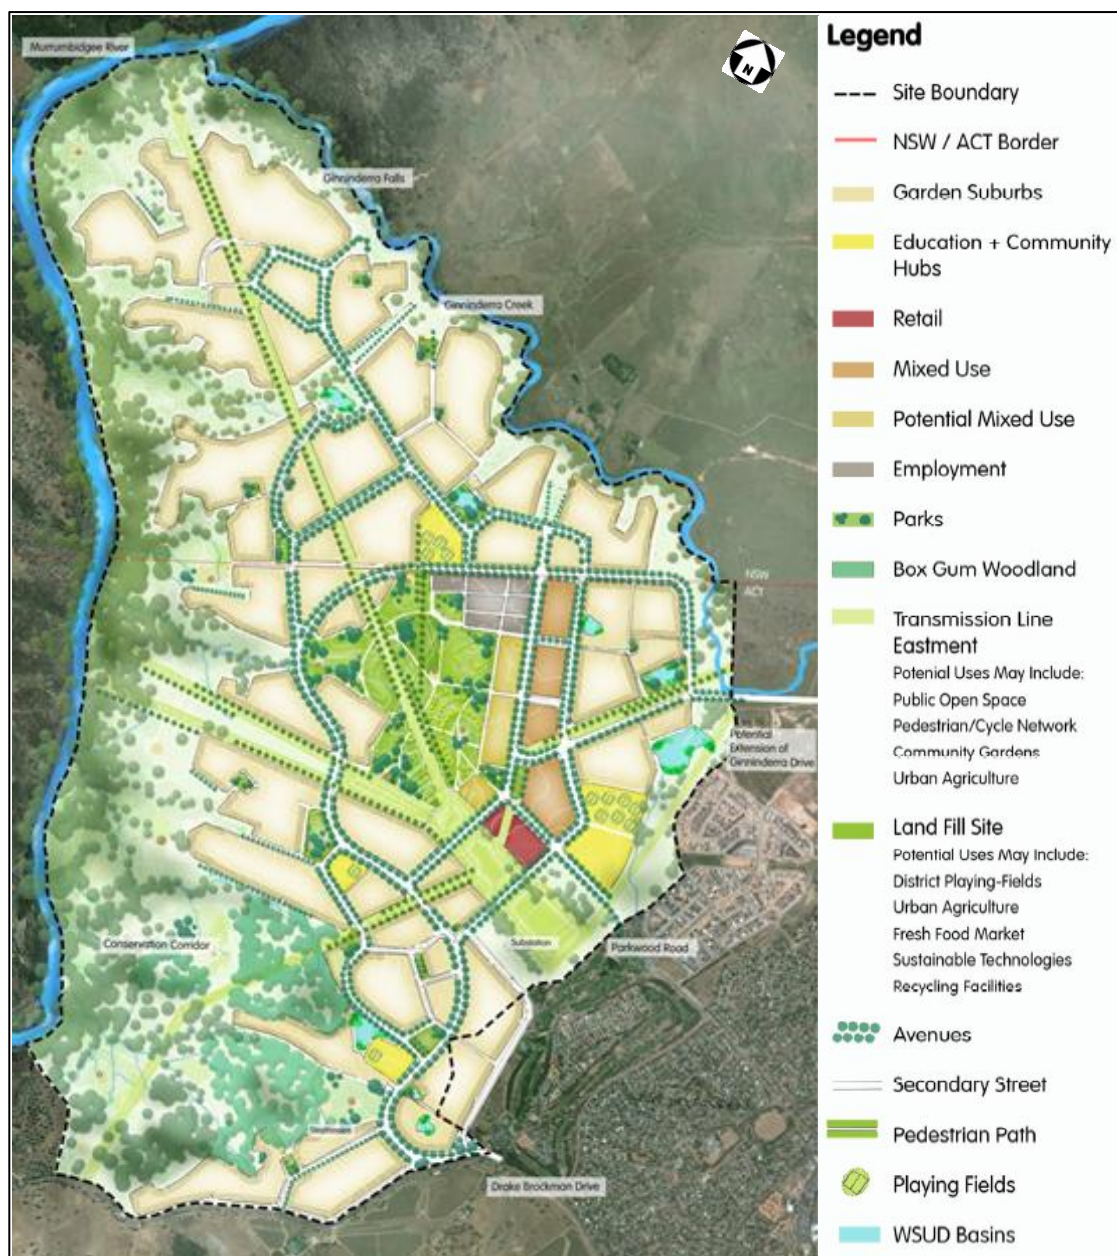 Murrumbidgee River
N
Ginninderra Falls
Ginninderra Creek
NSW
ACT
Potential
Extension of
Ginninderra Drive
Conservation Corridor
Substation
Parkwood Road
Drake Brockman Drive
Legend
Site Boundary
NSW / ACT Border
Garden Suburbs
Education + Community
Hubs
Retail
Mixed Use
Potential Mixed Use
Employment
Parks
Box Gum Woodland
Transmission Line
Eastment
Potenial Uses May Include:
Public Open Space
Pedestrian/Cycle Network
Community Gardens
Urban Agriculture
Land Fill Site
Potential Uses May Include:
District Playing-Fields
Urban Agriculture
Fresh Food Market
Sustainable Technologies
Recycling Facilities
Avenues
Secondary Street
Pedestrian Path
Playing Fields
WSUD Basins